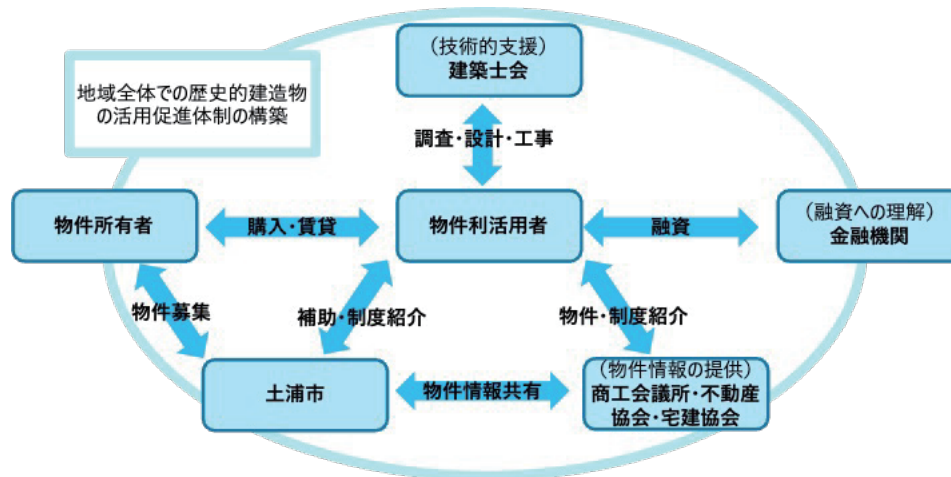 （技術的支援）
建築士会
地域全体での歴史的建造物
の活用促進体制の構築
調査・設計・工事
物件所有者
購入・賃貸
物件利活用者
融資
（融資への理解）
金融機関
物件募集
補助・制度紹介
物件・制度紹介
土浦市
物件情報共有
（物件情報の提供）
商工会議所・不動産
協会・宅建協会